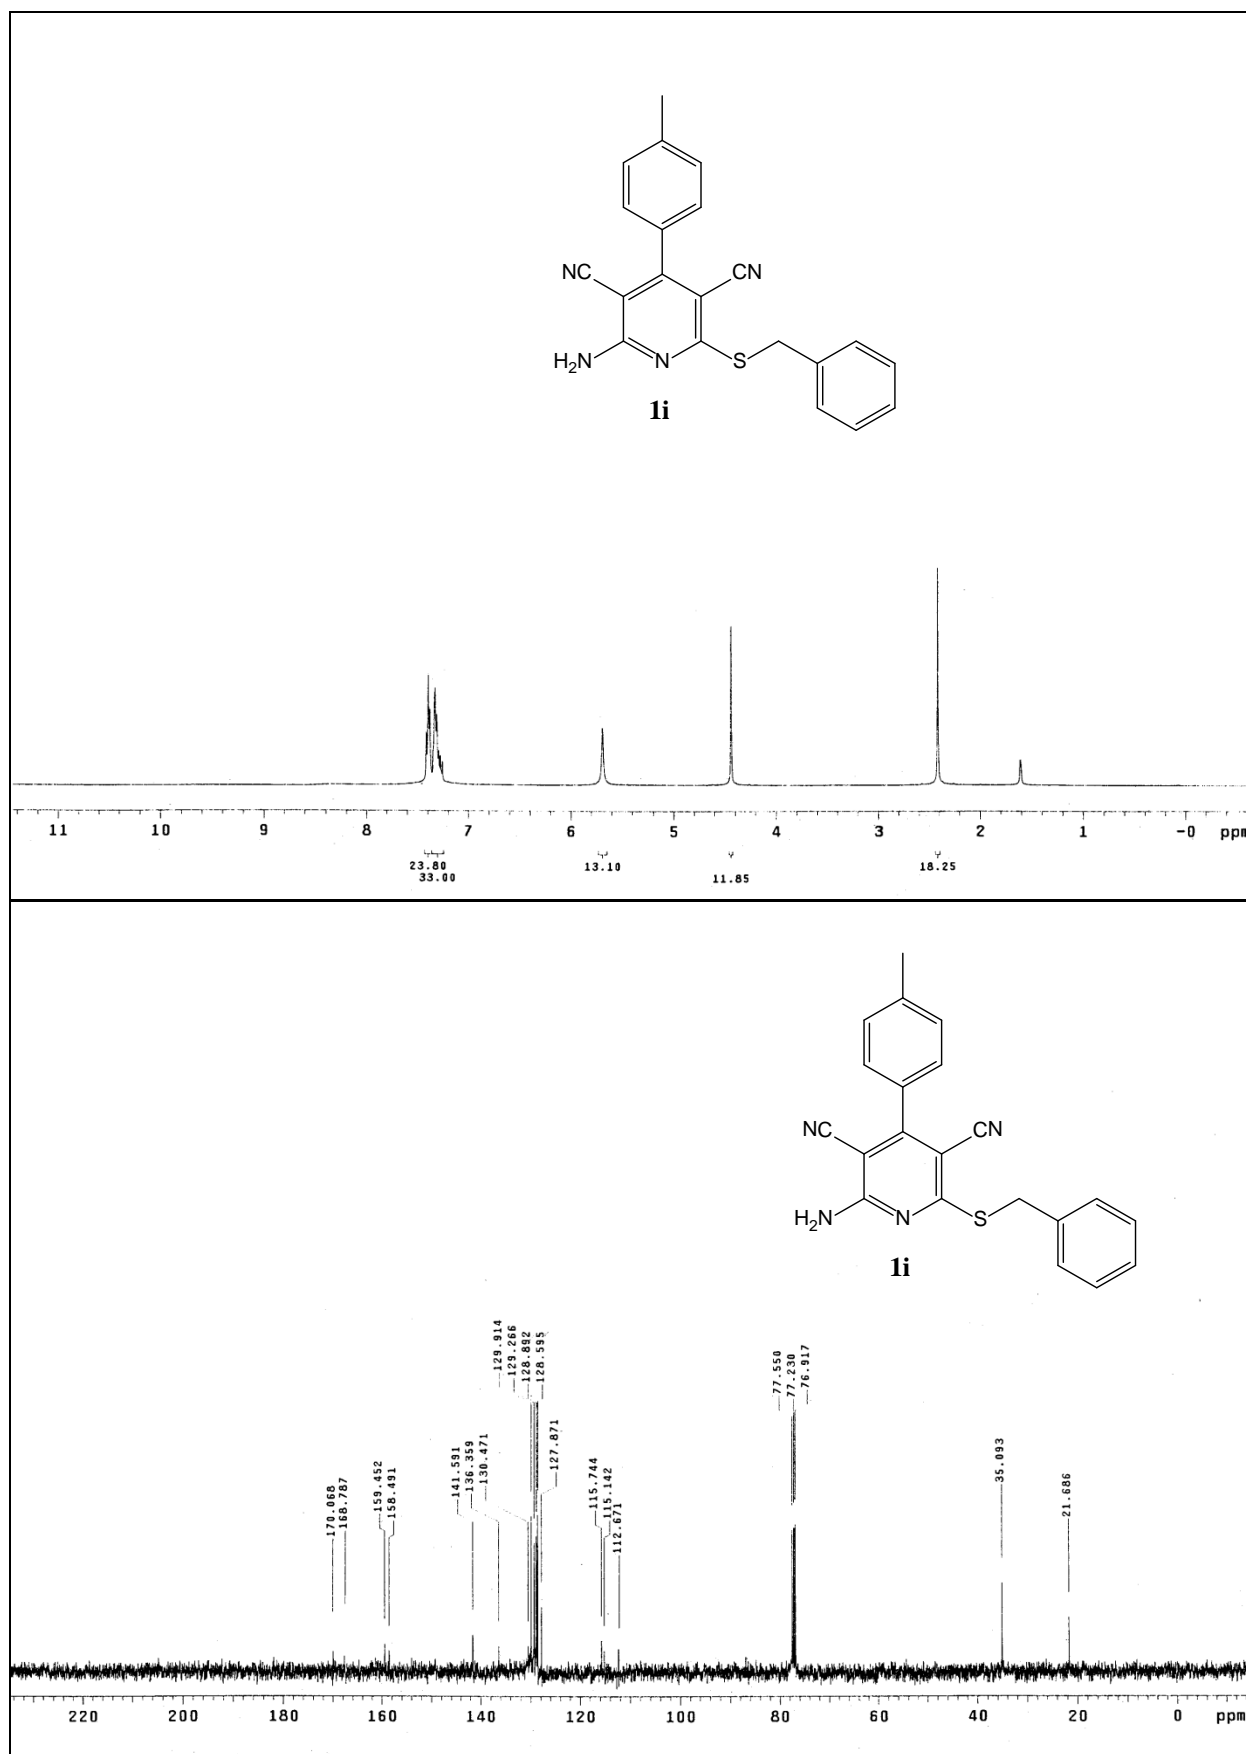 NC
CN
H2N
N
S
1i
11 10 9 8 7 6 5 4 3 2 1 -0 ppm
23.80 13.10 18.25
33.00 11.85
NC
CN
H2N
N
S
1i
170.068
168.787
159.452
158.491
141.591
136.359
130.471
129.914
129.266
128.892
128.595
127.871
115.744
115.142
112.671
77.550
77.230
76.917
35.093
21.686
220 200 180 160 140 120 100 80 60 40 20 0 ppm